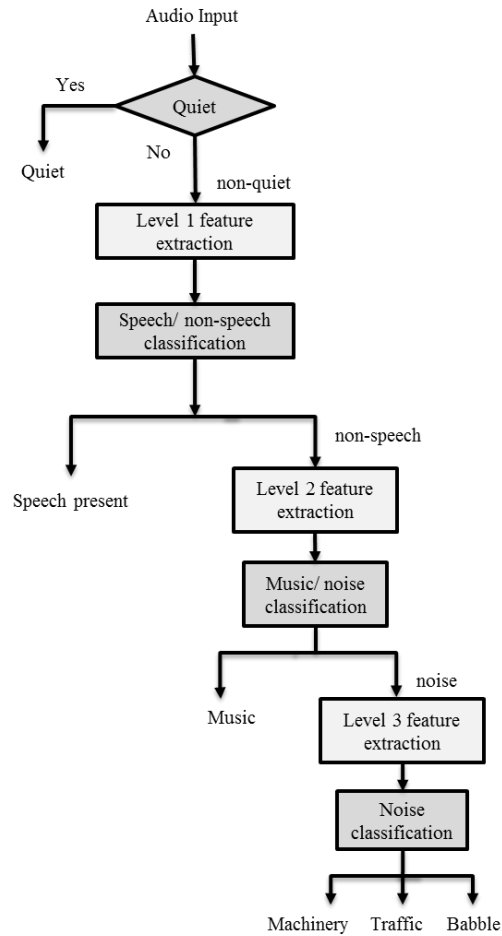 Audio Input
Yes
Quiet
No
Quiet
non-quiet
Level 1 feature
extraction
Speech/ non-speech
classification
non-speech
Speech present
Level 2 feature
extraction
Music/ noise
classification
noise
Music
Level 3 feature
extraction
Noise
classification
Machinery Traffic Babble